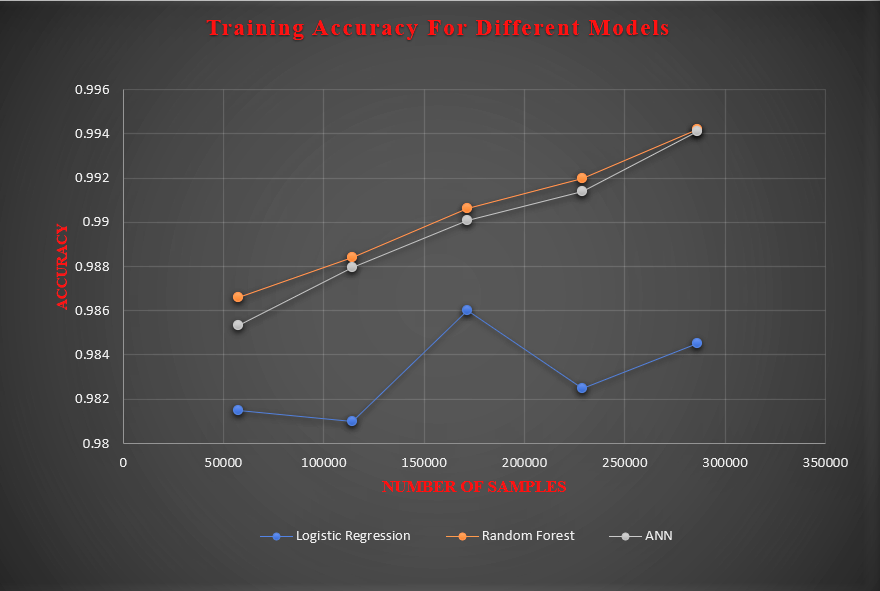 Training Accuracy For Different Models
0.996
0.994
0.992
0.99
0.988
0.986
0.984
0.982
0.98
ACCURACY
0 50000 100000 150000 200000 250000 300000 350000
NUMBER OF SAMPLES
Logistic Regression Random Forest ANN